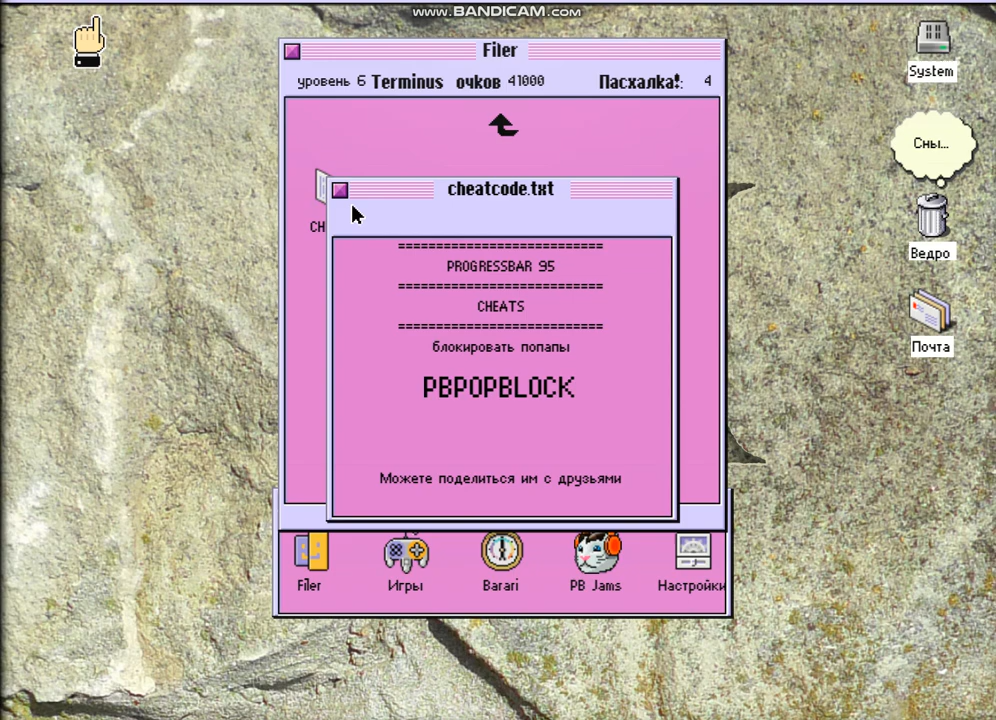 www.BANDICAM.com
Filer
уровень 6 Terminus очков 41000 Пасхалка!: 4
System
Сны...
cheatcode.txt
CH
===========================
PROGRESSBAR 95
===========================
CHEATS
===========================
блокировать попапы
PBPOPBLOCK
Можете поделиться им с друзьями
Ведро
Почта
Filer Игры Barari PB Jams Настройки